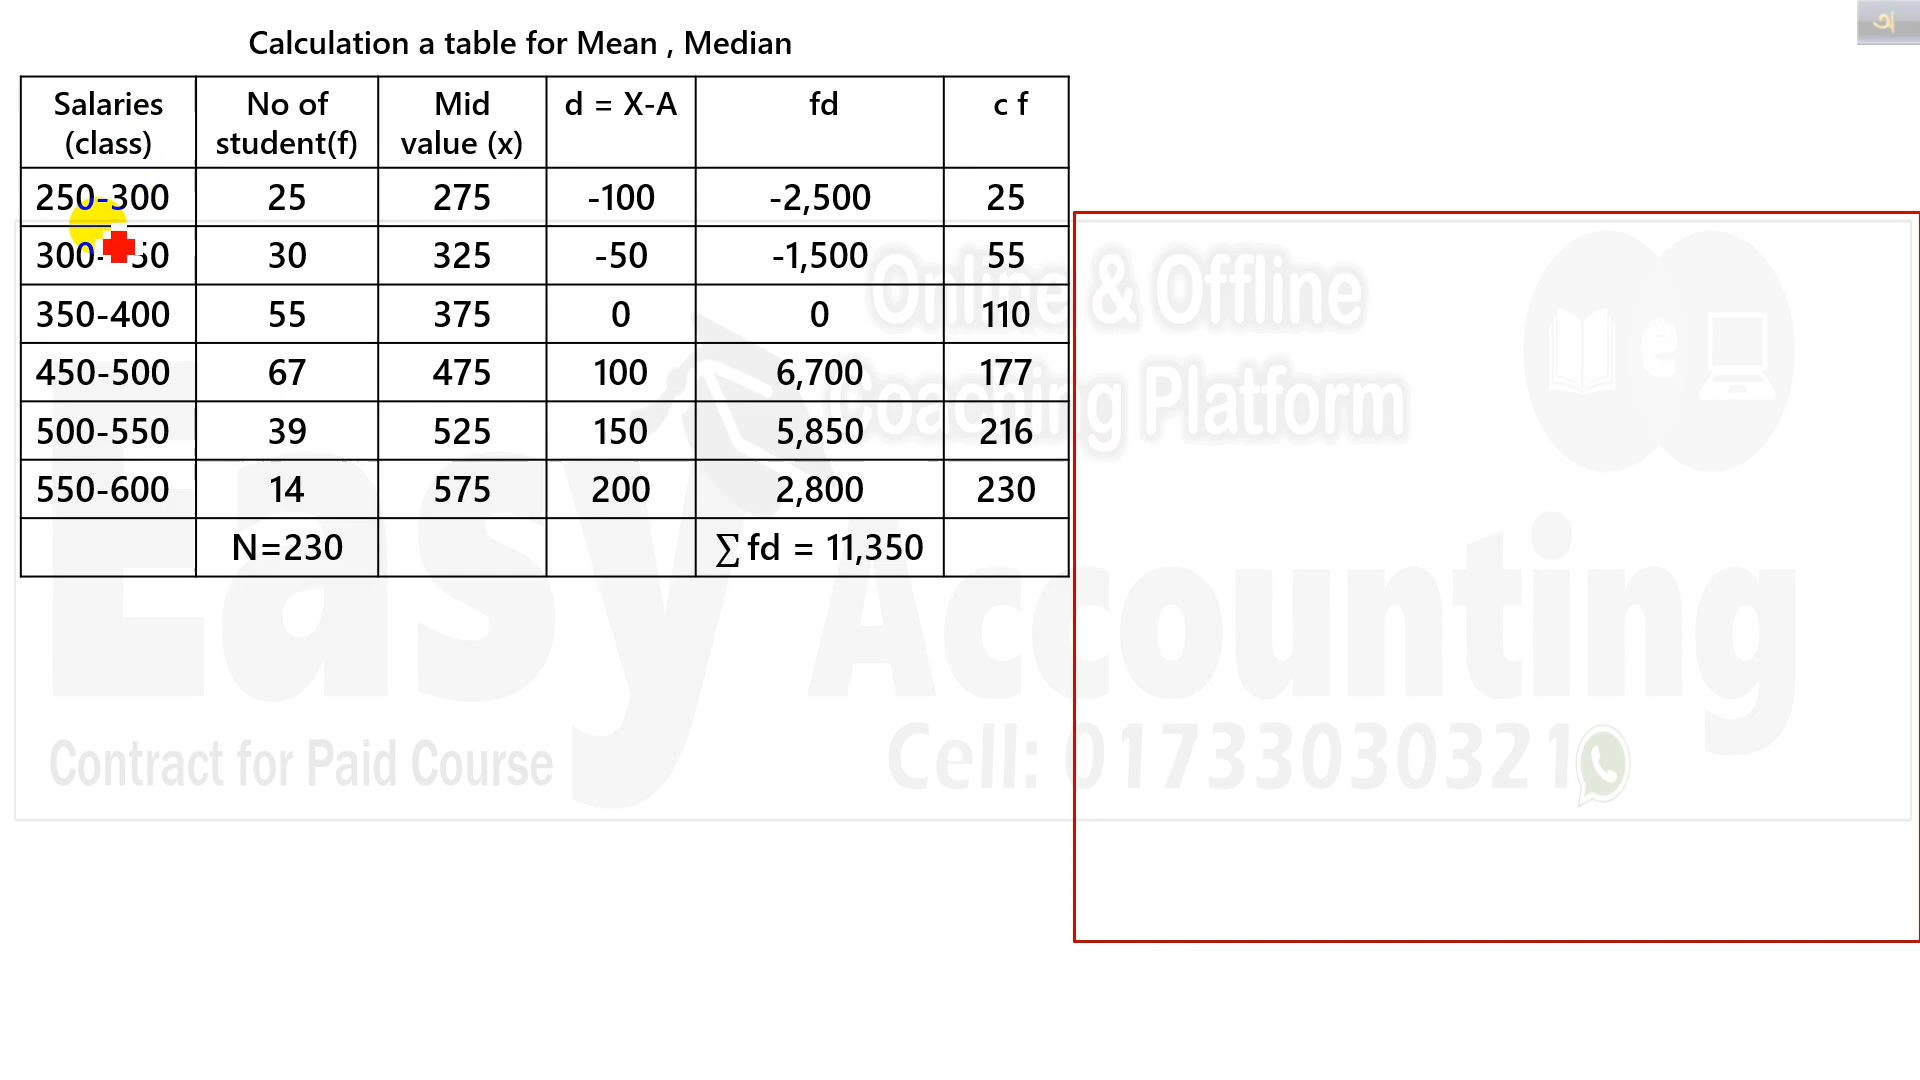 অ
Calculation a table for Mean , Median
Salaries (class) No of student(f) Mid value (x) d = X-A fd c f
250-300 25 275 -100 -2,500 25
300- 50 30 325 -50 -1,500 55
350-400 55 375 0 0 110
450-500 67 475 100 6,700 177
500-550 39 525 150 5,850 216
550-600 14 575 200 2,800 230
N=230 ∑fd = 11,350
Online & Offline
Coaching Platform
e
Easy Accounting
Contract for Paid Course
Cell: 01733030321